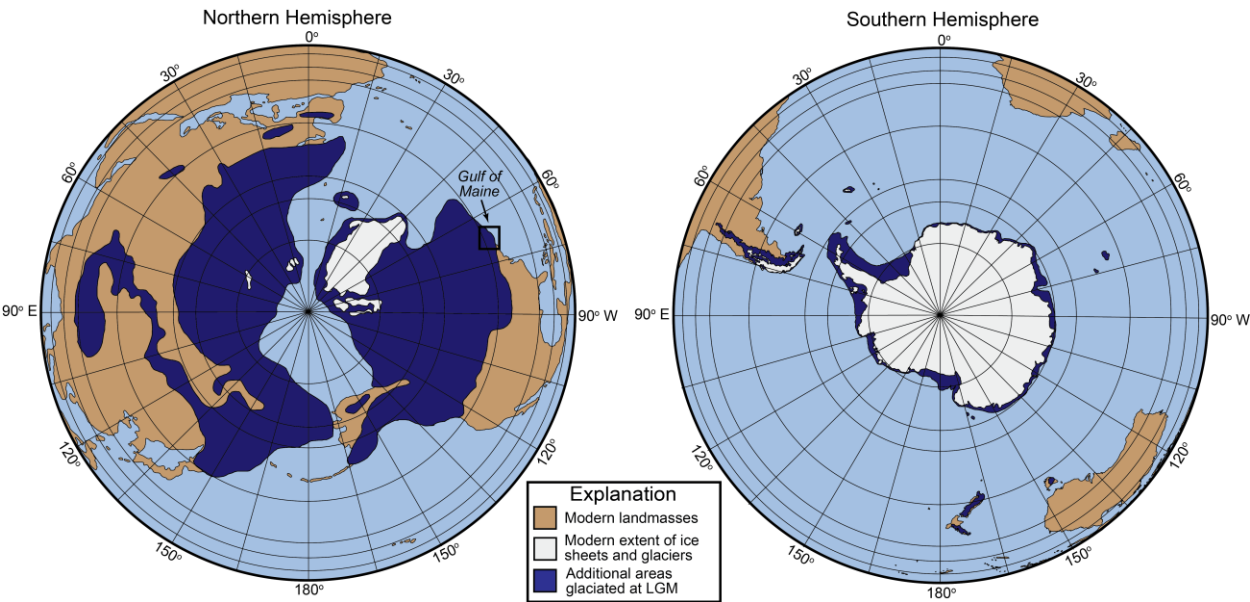 Northern Hemisphere
0°
30°
30°
60°
60°
Gulf of
Maine
90° E
90° W
120°
120°
150°
150°
180°
Southern Hemisphere
0°
30°
30°
60°
60°
90° E
90° W
120°
120°
150°
150°
180°
Explanation
Modern landmasses
Modern extent of ice
sheets and glaciers
Additional areas
glaciated at LGM